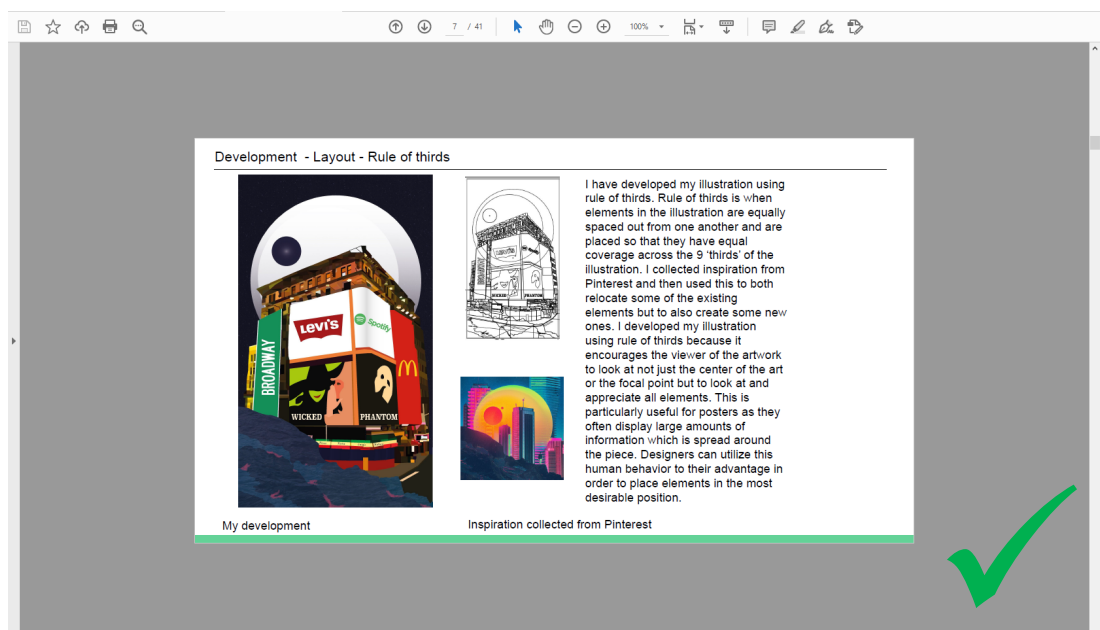 7 / 41
100%
Development - Layout - Rule of thirds
LEVI'S
Spotify
BROADWAY
WICKED
PHANTOM
LEVI'S
Spotify
BROADWAY
WICKED
PHANTOM
I have developed my illustration using
rule of thirds. Rule of thirds is when
elements in the illustration are equally
spaced out from one another and are
placed so that they have equal
coverage across the 9 'thirds' of the
illustration. I collected inspiration from
Pinterest and then used this to both
relocate some of the existing
elements but to also create some new
ones. I developed my illustration
using rule of thirds because it
encourages the viewer of the artwork
to look at not just the center of the art
or the focal point but to look at and
appreciate all elements. This is
particularly useful for posters as they
often display large amounts of
information which is spread around
the piece. Designers can utilize this
human behavior to their advantage in
order to place elements in the most
desirable position.
My development
Inspiration collected from Pinterest